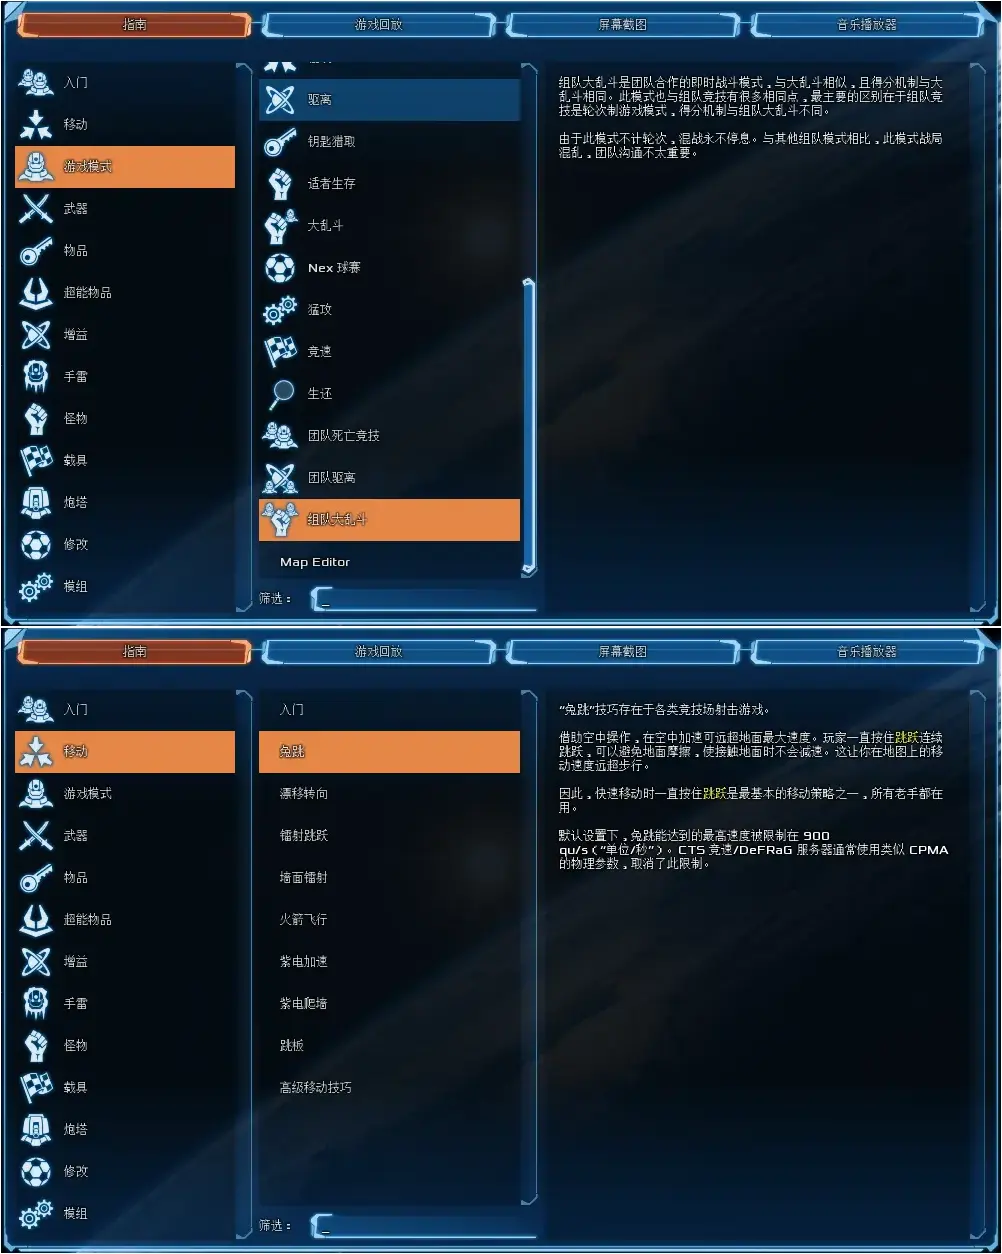 指南
游戏回放
屏幕截图
音乐播放器
入门
移动
游戏模式
武器
物品
超能物品
增益
手雷
怪物
载具
炮塔
修改
模组
驱离
钥匙猎取
适者生存
大乱斗
Nex 球赛
猛攻
竞速
生还
团队死亡竞技
团队驱离
组队大乱斗
Map Editor
筛选：
_
组队大乱斗是团队合作的即时战斗模式，与大乱斗相似，且得分机制与大
乱斗相同。此模式也与组队竞技有很多相同点，最主要的区别在于组队竞
技是轮次制游戏模式，得分机制与组队大乱斗不同。
由于此模式不计轮次，混战永不停息。与其他组队模式相比，此模式战局
混乱，团队沟通不太重要。
指南
游戏回放
屏幕截图
音乐播放器
入门
移动
游戏模式
武器
物品
超能物品
增益
手雷
怪物
载具
炮塔
修改
模组
入门
兔跳
漂移转向
镭射跳跃
墙面镭射
火箭飞行
紫电加速
紫电爬墙
跳板
高级移动技巧
筛选：
_
“兔跳”技巧存在于各类竞技场射击游戏。
借助空中操作，在空中加速可远超地面最大速度。玩家一直按住跳跃连续
跳跃，可以避免地面摩擦，使接触地面时不会减速。这让你在地图上的移
动速度远超步行。
因此，快速移动时一直按住跳跃是最基本的移动策略之一，所有老手都在
用。
默认设置下，兔跳能达到的最高速度被限制在 900
qu/s（“单位/秒”）。CTS 竞速/DeFRaG 服务器通常使用类似 CPMA
的物理参数，取消了此限制。